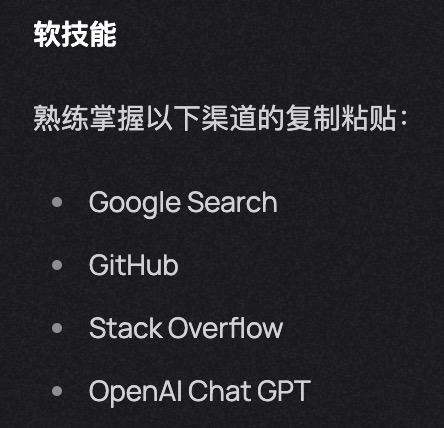 软技能
熟练掌握以下渠道的复制粘贴：
Google Search
GitHub
Stack Overflow
OpenAI Chat GPT